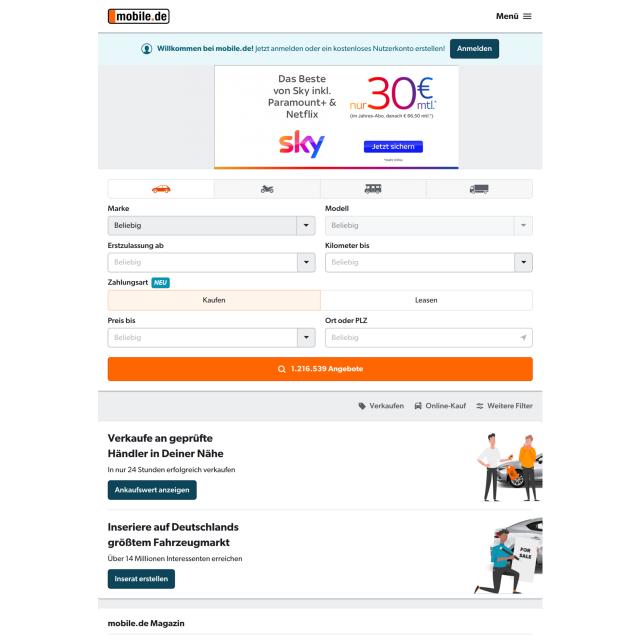 mobile.de
Menü
Willkommen bei mobile.de! Jetzt anmelden oder ein kostenloses Nutzerkonto erstellen!
Anmelden
Das Beste
von Sky inkl.
Paramount+ &
Netflix
sky
nur 30€ mtl.*
(im Jahres-Abo, danach € 66,50 mtl.*)
Jetzt sichern
Marke
Modell
Beliebig
Beliebig
Erstzulassung ab
Kilometer bis
Beliebig
Beliebig
Zahlungsart NEU
Kaufen
Leasen
Preis bis
Ort oder PLZ
Beliebig
Beliebig
1.216.539 Angebote
Verkaufen
Online-Kauf
Weitere Filter
Verkaufe an geprüfte
Händler in Deiner Nähe
In nur 24 Stunden erfolgreich verkaufen
Ankaufswert anzeigen
Inseriere auf Deutschlands
größtem Fahrzeugmarkt
Über 14 Millionen Interessenten erreichen
Inserat erstellen
FOR
SALE
mobile.de Magazin